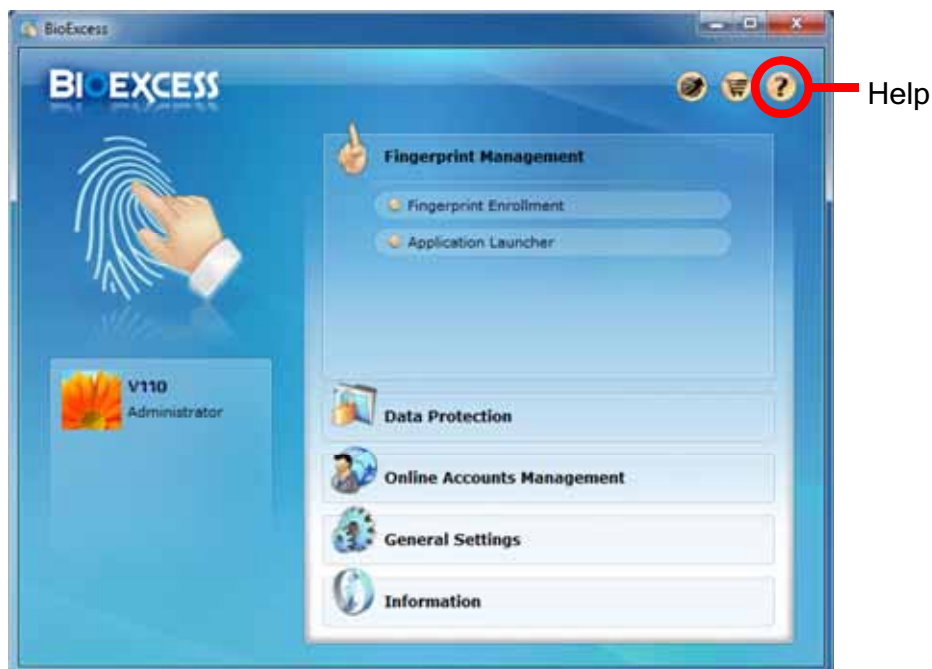 BioExcess
BIOEXCESS
?
Help
Fingerprint Management
Fingerprint Enrollment
Application Launcher
V110
Administrator
Data Protection
Online Accounts Management
General Settings
Information